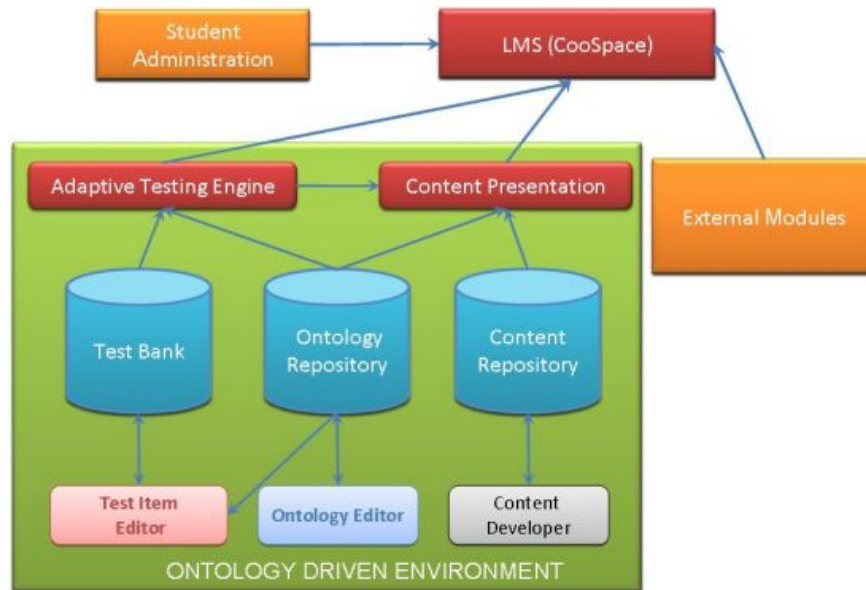 Student
Administration
LMS (CooSpace)
Adaptive Testing Engine
Content Presentation
External Modules
Test Bank
Ontology
Repository
Content
Repository
Test Item
Editor
Ontology Editor
Content
Developer
ONTOLOGY DRIVEN ENVIRONMENT